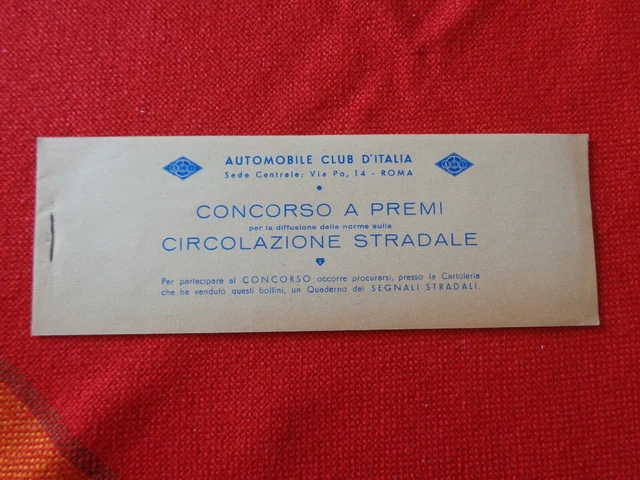 AUTOMOBILE CLUB D'ITALIA
Sede Centrale: Via Po, 14 - ROMA
CONCORSO A PREMI
per la diffusione delle norme sulla
CIRCOLAZIONE STRADALE
Per partecipare al CONCORSO occorre procurarsi, presso la Cartoleria
che ha venduto questi bollini, un Quaderno dei SEGNALI STRADALI.